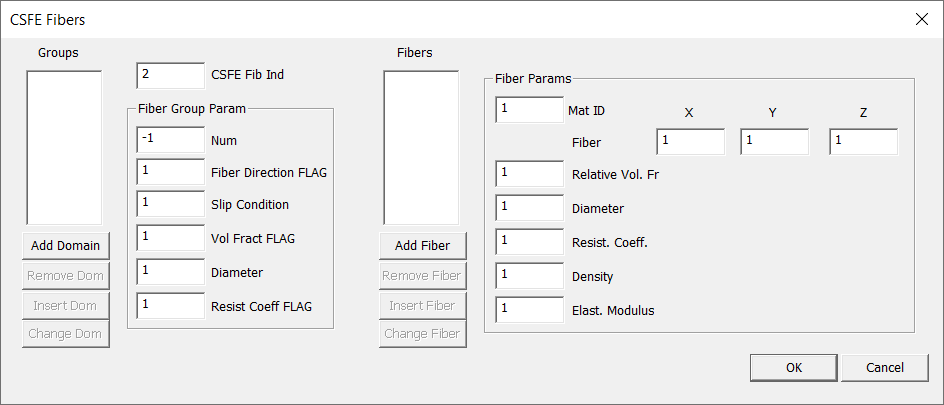 CSFE Fibers
Groups
2 CSFE Fib Ind
Fiber Group Param
-1 Num
1 Fiber Direction FLAG
1 Slip Condition
1 Vol Fract FLAG
1 Diameter
1 Resist Coeff FLAG
Add Domain
Remove Dom
Insert Dom
Change Dom
Fibers
Add Fiber
Remove Fiber
Insert Fiber
Change Fiber
Fiber Params
1 Mat ID
X Y Z
Fiber 1 1 1
1 Relative Vol. Fr
1 Diameter
1 Resist. Coeff.
1 Density
1 Elast. Modulus
OK Cancel